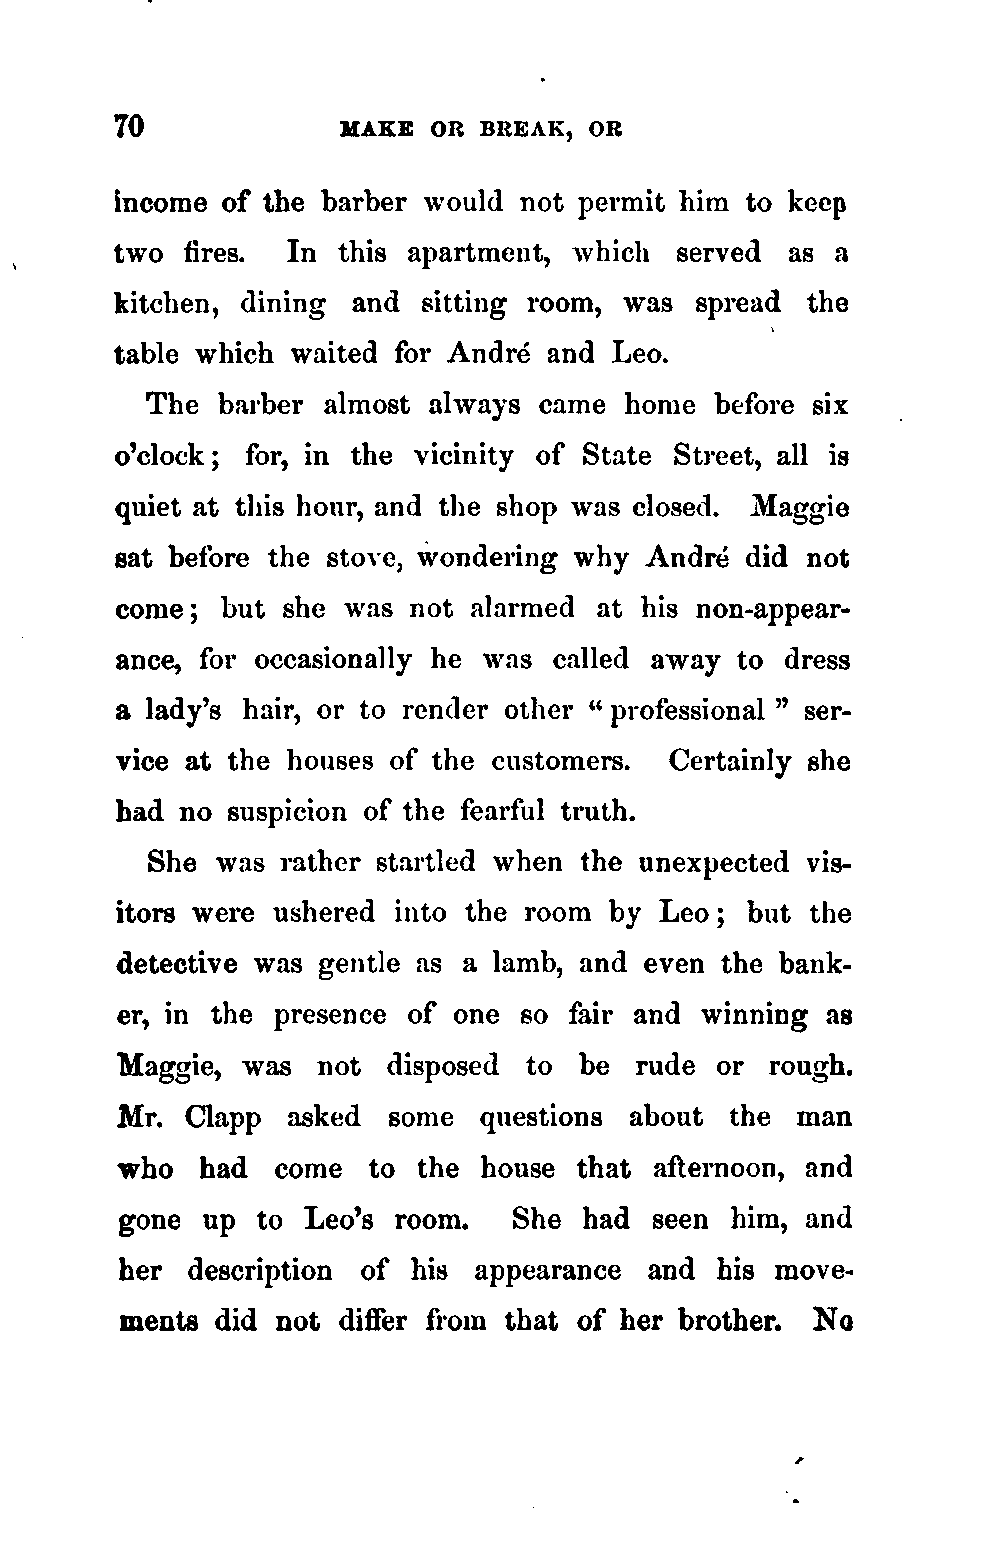 70 MAKE OR BREAK, OR
income of the barber would not permit him to keep
two fires. In this apartment, which served as a
kitchen, dining and sitting room, was spread the
table which waited for André and Leo.
The barber almost always came home before six
o'clock; for, in the vicinity of State Street, all is
quiet at this hour, and the shop was closed. Maggie
sat before the stove, wondering why André did not
come; but she was not alarmed at his non-appear-
ance, for occasionally he was called away to dress
a lady's hair, or to render other “professional” ser-
vice at the houses of the customers. Certainly she
had no suspicion of the fearful truth.
She was rather startled when the unexpected vis-
itors were ushered into the room by Leo; but the
detective was gentle as a lamb, and even the bank-
er, in the presence of one so fair and winning as
Maggie, was not disposed to be rude or rough.
Mr. Clapp asked some questions about the man
who had come to the house that afternoon, and
gone up to Leo's room. She had seen him, and
her description of his appearance and his move-
ments did not differ from that of her brother. No